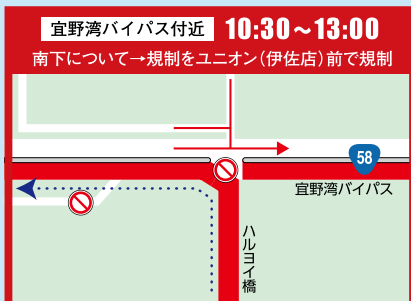 宜野湾バイパス付近 10:30〜13:00
南下について→規制をユニオン(伊佐店)前で規制
58
宜野湾バイパス
ハルヨイ橋